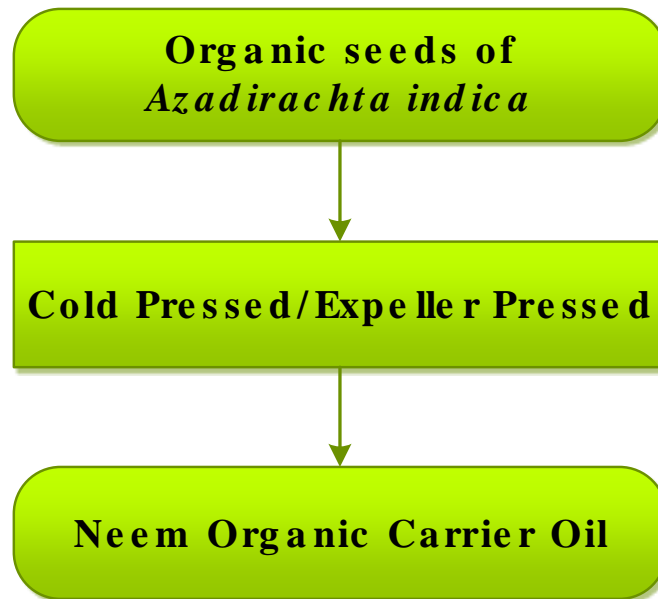 Organic seeds of
Azadirachta indica
Cold Pressed/Expeller Pressed
Neem Organic Carrier Oil